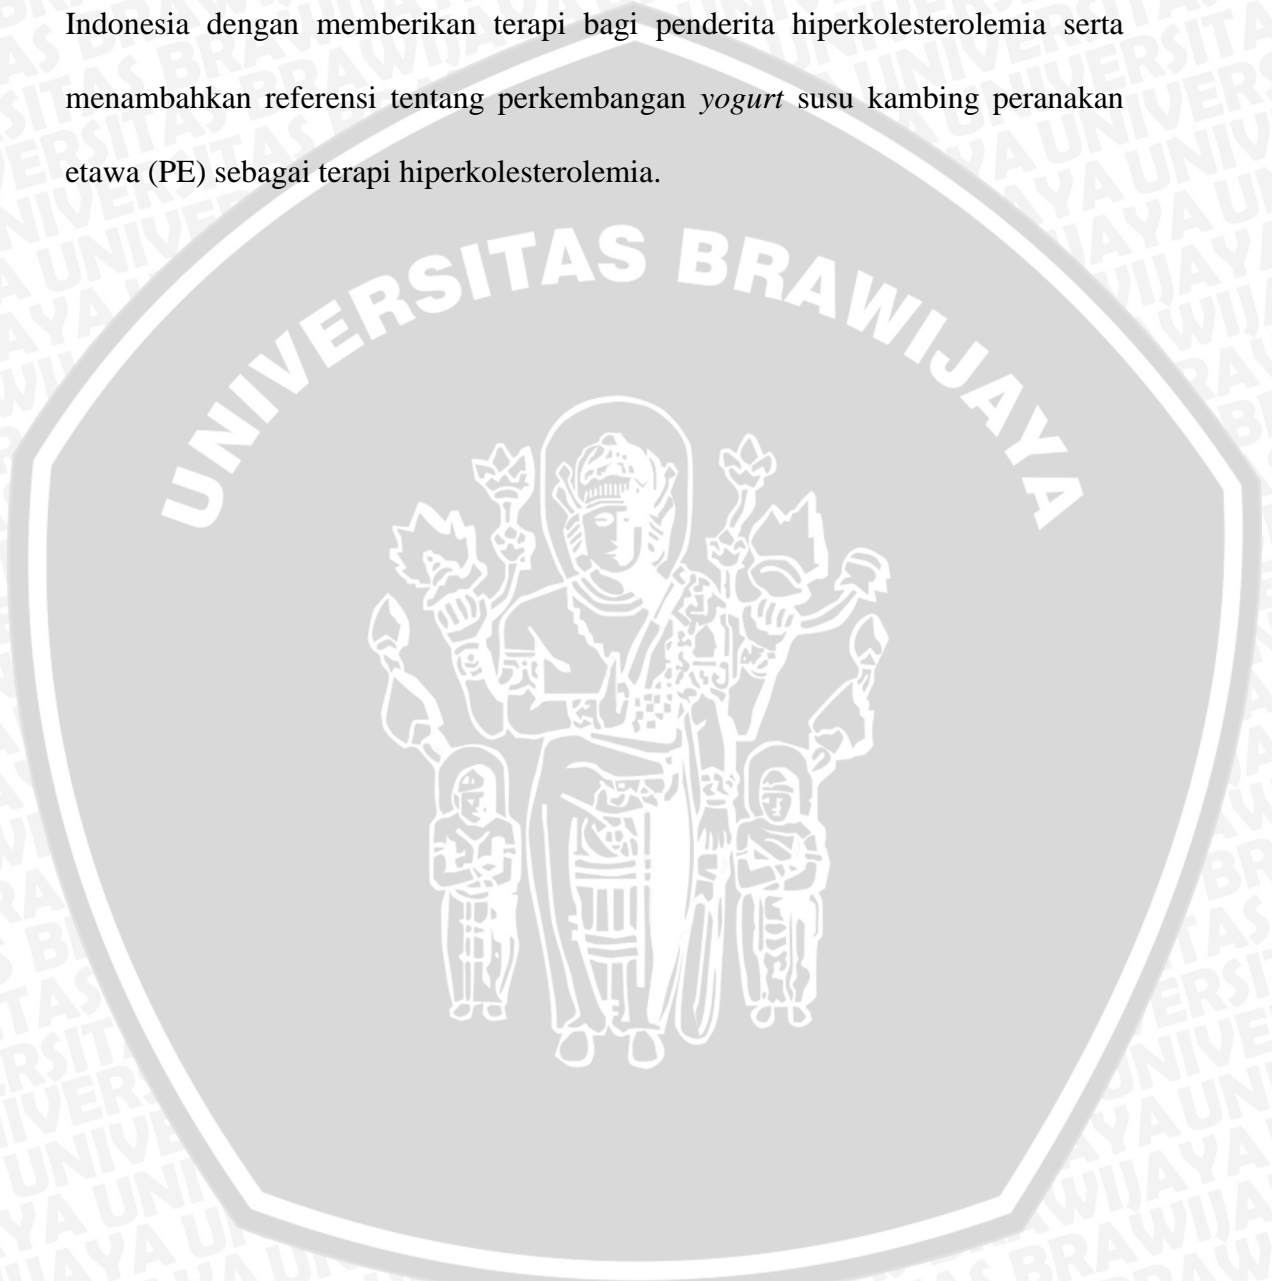 Indonesia dengan memberikan terapi bagi penderita hiperkolesterolemia serta
menambahkan referensi tentang perkembangan yogurt susu kambing peranakan
etawa (PE) sebagai terapi hiperkolesterolemia.
UNIVERSITAS BRAWIJAYA